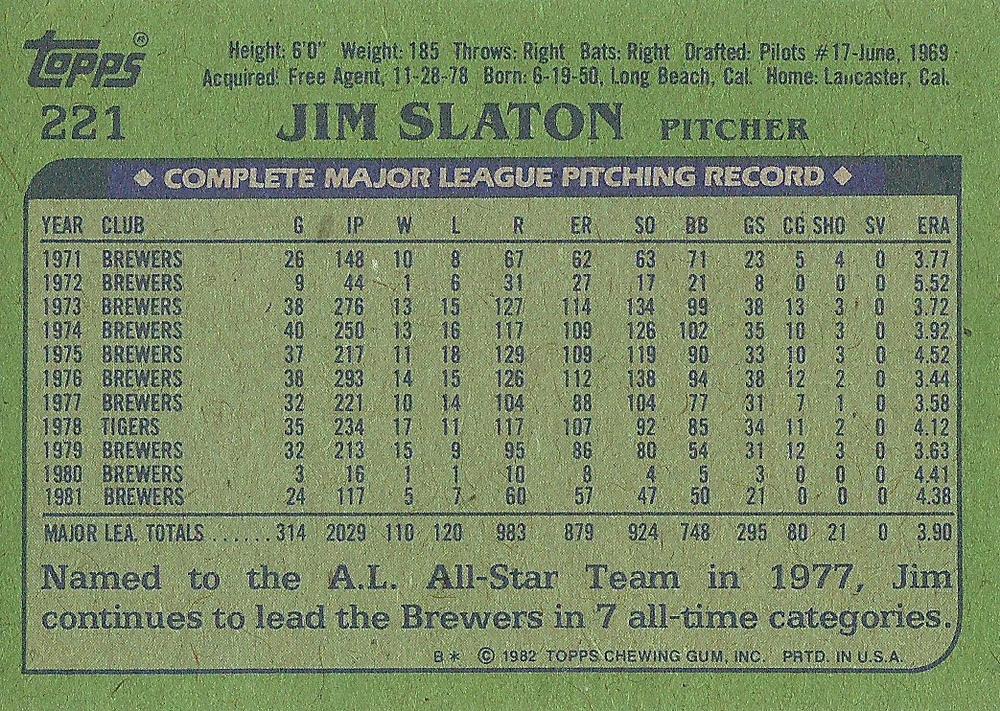 Topps®
Height: 6'0" Weight: 185 Throws: Right Bats: Right Drafted: Pilots #17-June, 1969
Acquired: Free Agent, 11-28-78 Born: 6-19-50, Long Beach, Cal. Home: Lancaster, Cal.
221 JIM SLATON PITCHER
◆ COMPLETE MAJOR LEAGUE PITCHING RECORD ◆
YEAR CLUB G IP W L R ER SO BB GS CG SHO SV ERA
1971 BREWERS 26 148 10 8 67 62 63 71 23 5 4 0 3.77
1972 BREWERS 9 44 1 6 31 27 17 21 8 0 0 0 5.52
1973 BREWERS 38 276 13 15 127 114 134 99 38 13 3 0 3.72
1974 BREWERS 40 250 13 16 117 109 126 102 35 10 3 0 3.92
1975 BREWERS 37 217 11 18 129 109 119 90 33 10 3 0 4.52
1976 BREWERS 38 293 14 15 126 112 138 94 38 12 2 0 3.44
1977 BREWERS 32 221 10 14 104 88 104 77 31 7 1 0 3.58
1978 TIGERS 35 234 17 11 117 107 92 85 34 11 2 0 4.12
1979 BREWERS 32 213 15 9 95 86 80 54 31 12 3 0 3.63
1980 BREWERS 3 16 1 1 10 8 4 5 3 0 0 0 4.41
1981 BREWERS 24 117 5 7 60 57 47 50 21 0 0 0 4.38
MAJOR LEA. TOTALS ...... 314 2029 110 120 983 879 924 748 295 80 21 0 3.90
Named to the A.L. All-Star Team in 1977, Jim
continues to lead the Brewers in 7 all-time categories.
B* © 1982 TOPPS CHEWING GUM, INC. PRTD. IN U.S.A.